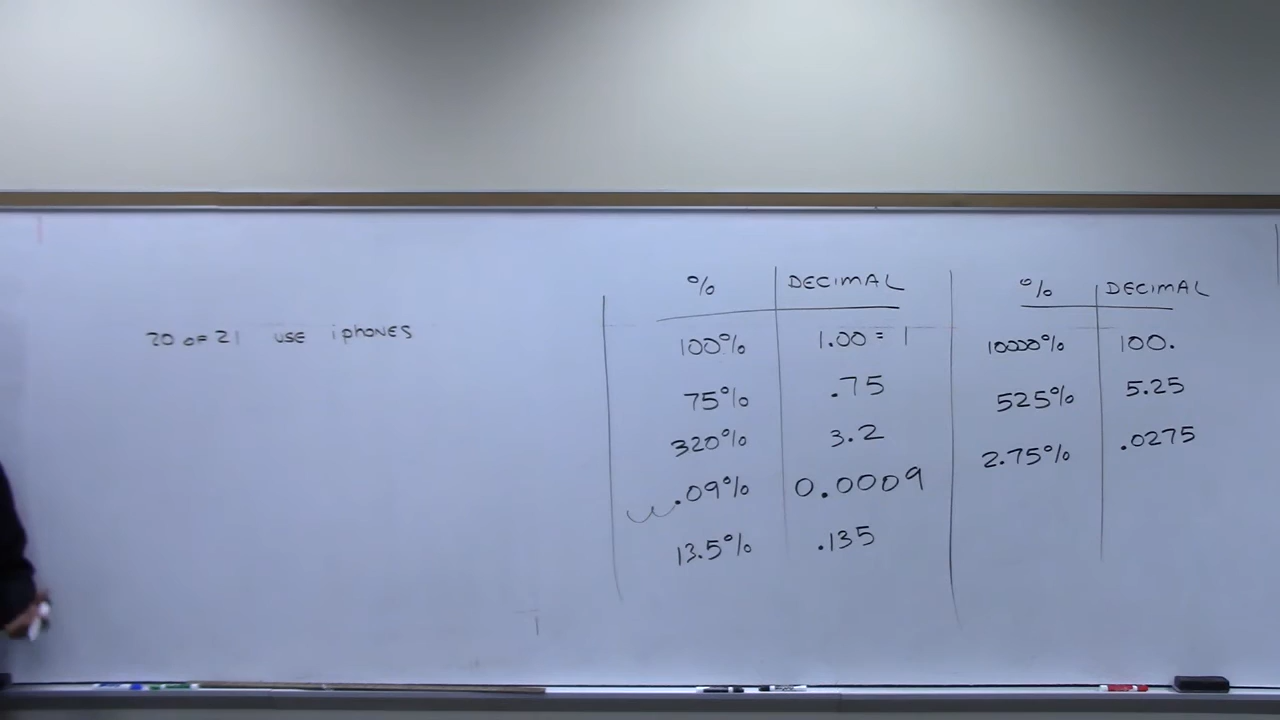 20 OF 21 USE iphONES
% DECIMAL
100% 1.00 = 1
75% .75
320% 3.2
.09% 0.0009
13.5% .135
% DECIMAL
10000% 100.
525% 5.25
2.75% .0275